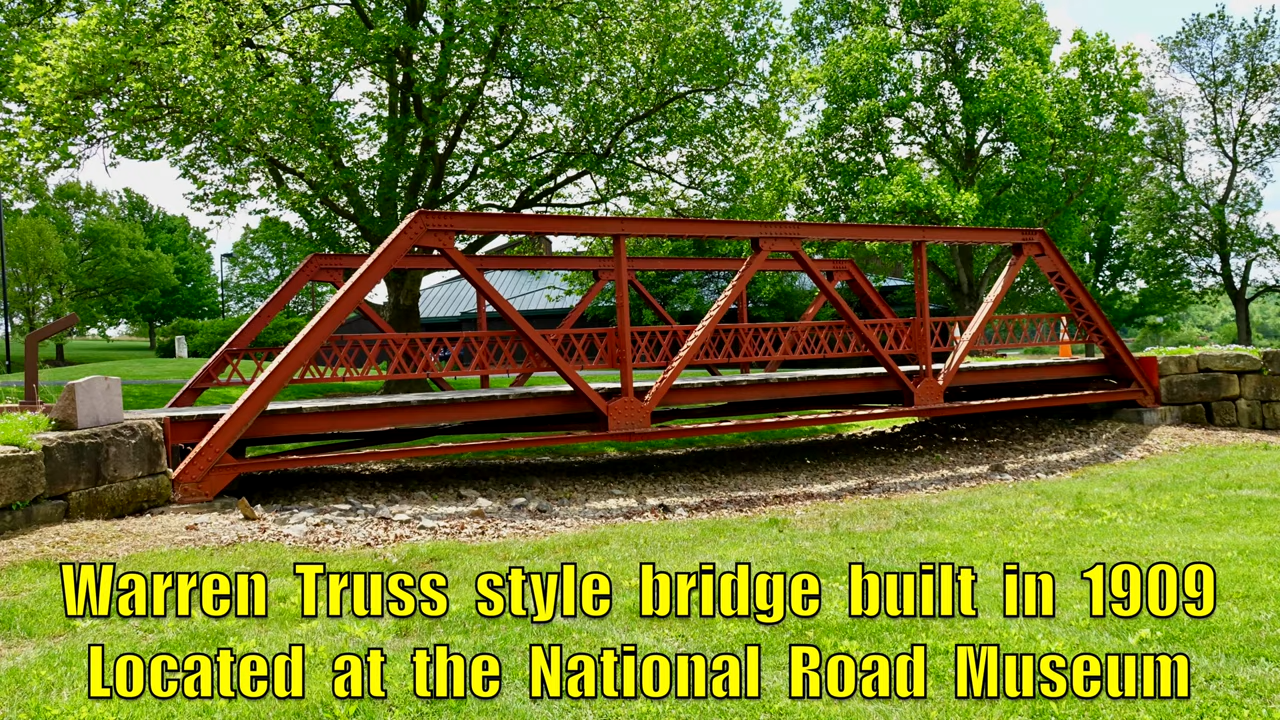 Warren Truss style bridge built in 1909
Located at the National Road Museum